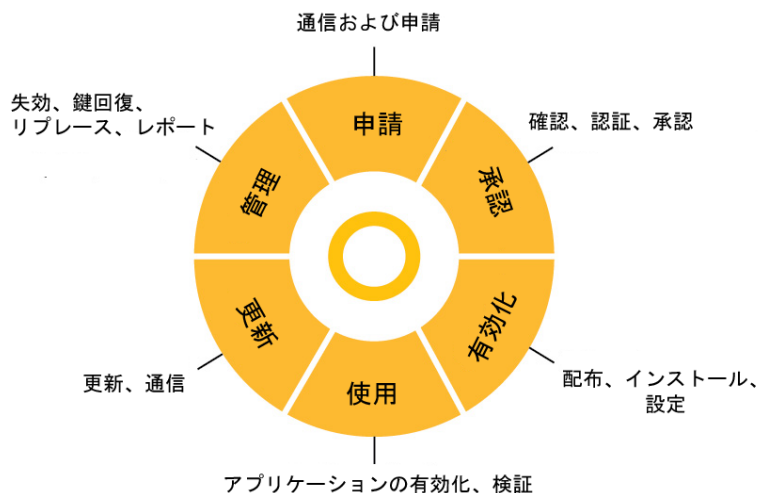 通信および申請
申請
確認、認証、承認
承認
有効化
配布、インストール、
設定
使用
アプリケーションの有効化、検証
更新
更新、通信
管理
失効、鍵回復、
リプレース、レポート